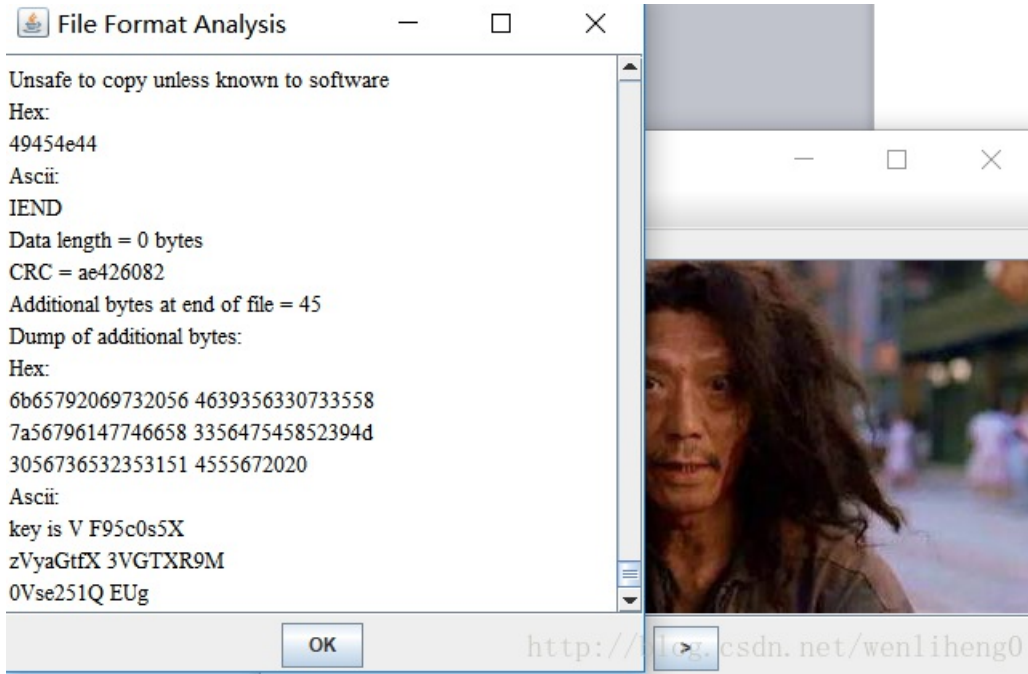 File Format Analysis
Unsafe to copy unless known to software
Hex:
49454e44
Ascii:
IEND
Data length = 0 bytes
CRC = ae426082
Additional bytes at end of file = 45
Dump of additional bytes:
Hex:
6b65792069732056 4639356330733558
7a56796147746658 335647545852394d
3056736532353151 4555672020
Ascii:
key is V F95c0s5X
zVyaGtfX 3VGTXR9M
0Vse251Q EUg
OK
>
http://blog.csdn.net/wenliheng0